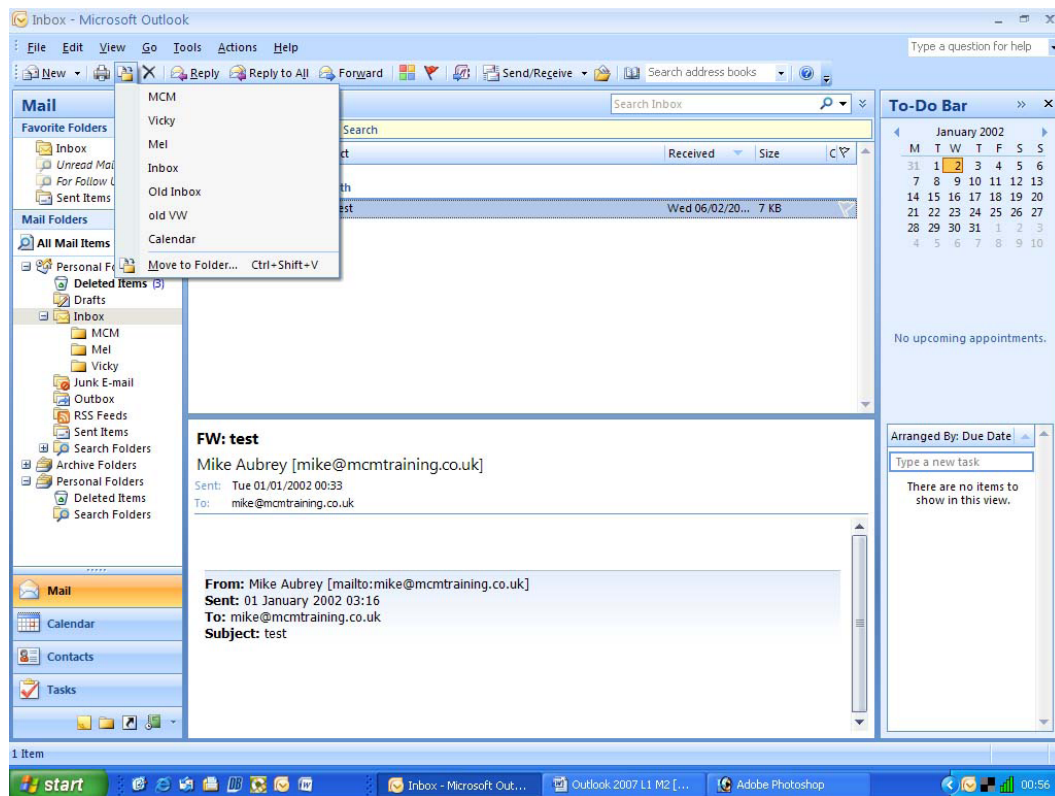 Inbox - Microsoft Outlook
File Edit View Go Tools Actions Help
Type a question for help
New Reply Reply to All Forward Send/Receive Search address books
MCM
Vicky
Mel
Inbox
Old Inbox
old VW
Calendar
Move to Folder... Ctrl+Shift+V
Mail
Favorite Folders
Inbox
Unread Mai
For Follow U
Sent Items
Mail Folders
All Mail Items
Personal Fo
Deleted Items (3)
Drafts
Inbox
MCM
Mel
Vicky
Junk E-mail
Outbox
RSS Feeds
Sent Items
Search Folders
Archive Folders
Personal Folders
Deleted Items
Search Folders
Mail
Calendar
Contacts
Tasks
Search Inbox
Search
ct Received Size C
th
est Wed 06/02/20... 7 KB
FW: test
Mike Aubrey [mike@mcmtraining.co.uk]
Sent: Tue 01/01/2002 00:33
To: mike@mcmtraining.co.uk
From: Mike Aubrey [mailto:mike@mcmtraining.co.uk]
Sent: 01 January 2002 03:16
To: mike@mcmtraining.co.uk
Subject: test
To-Do Bar
January 2002
M T W T F S S
31 1 2 3 4 5 6
7 8 9 10 11 12 13
14 15 16 17 18 19 20
21 22 23 24 25 26 27
28 29 30 31 1 2 3
4 5 6 7 8 9 10
No upcoming appointments.
Arranged By: Due Date
Type a new task
There are no items to
show in this view.
1 Item
start Inbox - Microsoft Out... Outlook 2007 L1 M2 [... Adobe Photoshop 00:56